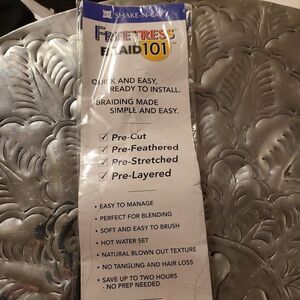 SHAKE-N-GO
FREETRESS
BRAID 101
QUICK AND EASY,
READY TO INSTALL.
BRAIDING MADE
SIMPLE AND EASY.
Pre-Cut
Pre-Feathered
Pre-Stretched
Pre-Layered
• EASY TO MANAGE
• PERFECT FOR BLENDING
• SOFT AND EASY TO BRUSH
• HOT WATER SET
• NATURAL BLOWN OUT TEXTURE
• NO TANGLING AND HAIR LOSS
• SAVE UP TO TWO HOURS
- NO PREP NEEDED